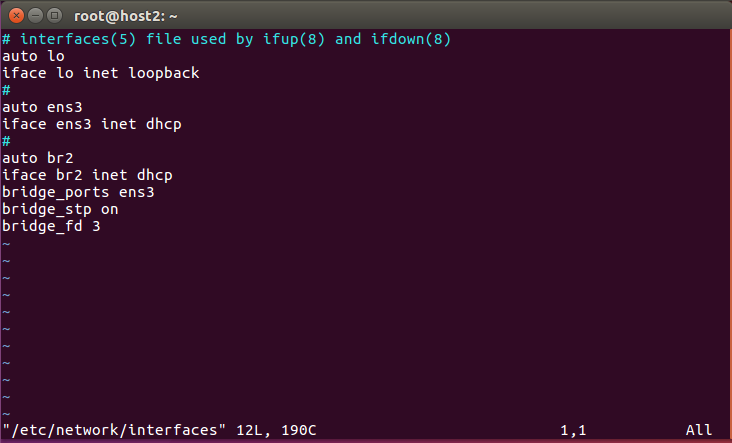 root@host2: ~
# interfaces(5) file used by ifup(8) and ifdown(8)
auto lo
iface lo inet loopback
#
auto ens3
iface ens3 inet dhcp
#
auto br2
iface br2 inet dhcp
bridge_ports ens3
bridge_stp on
bridge_fd 3
~
~
~
~
~
~
~
~
~
~
~
"/etc/network/interfaces" 12L, 190C 1,1 All